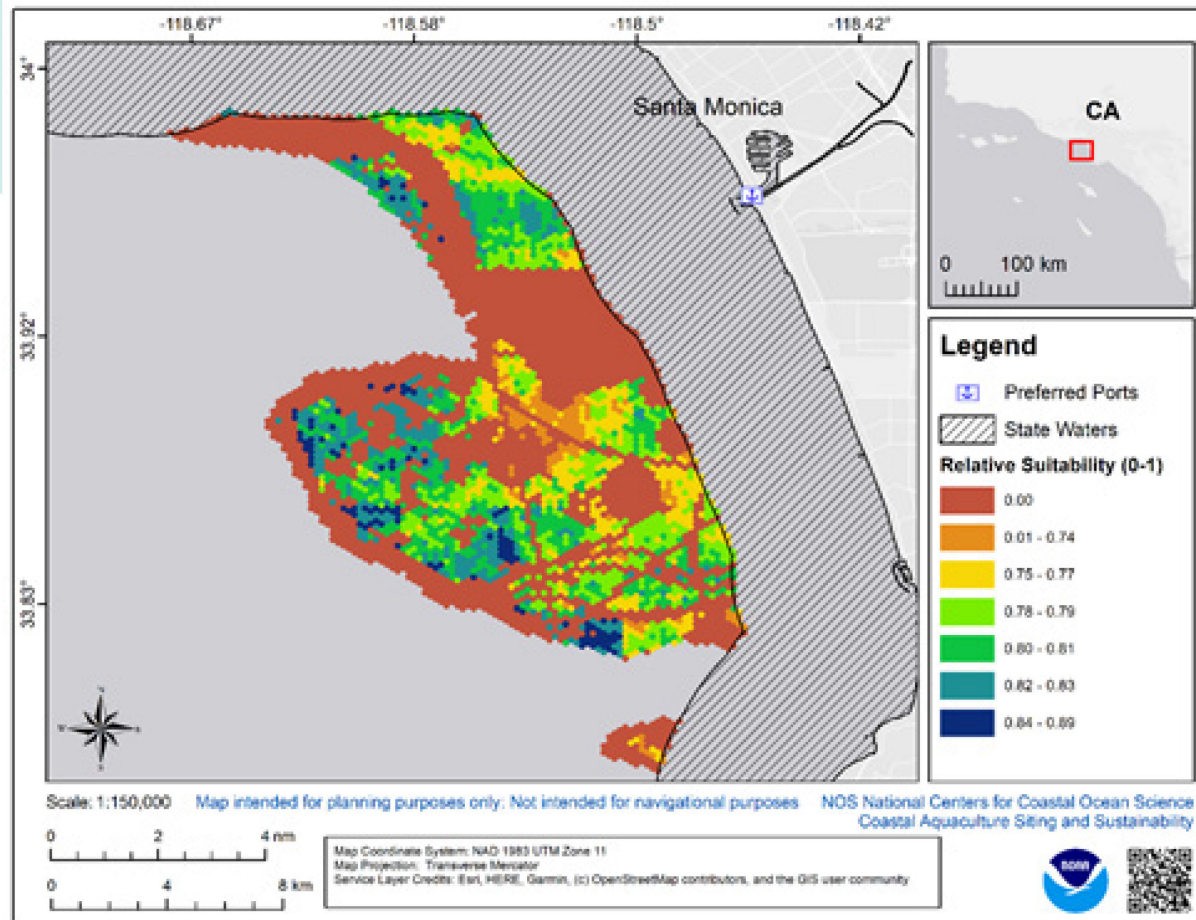 -118.67° -118.58° -118.5° -118.42°
34°
33.92°
33.83°
Santa Monica
CA
0 100 km
Legend
Preferred Ports
State Waters
Relative Suitability (0-1)
0.00
0.01 - 0.74
0.75 - 0.77
0.78 - 0.79
0.80 - 0.81
0.82 - 0.83
0.84 - 0.89
Scale: 1:150,000
Map intended for planning purposes only. Not intended for navigational purposes
NOS National Centers for Coastal Ocean Science
Coastal Aquaculture Siting and Sustainability
0 2 4 nm
0 4 8 km
Map Coordinate System: NAD 1983 UTM Zone 11
Map Projection: Transverse Mercator
Service Layer Credits: Esri, HERE, Garmin, (c) OpenStreetMap contributors, and the GIS user community
noaa